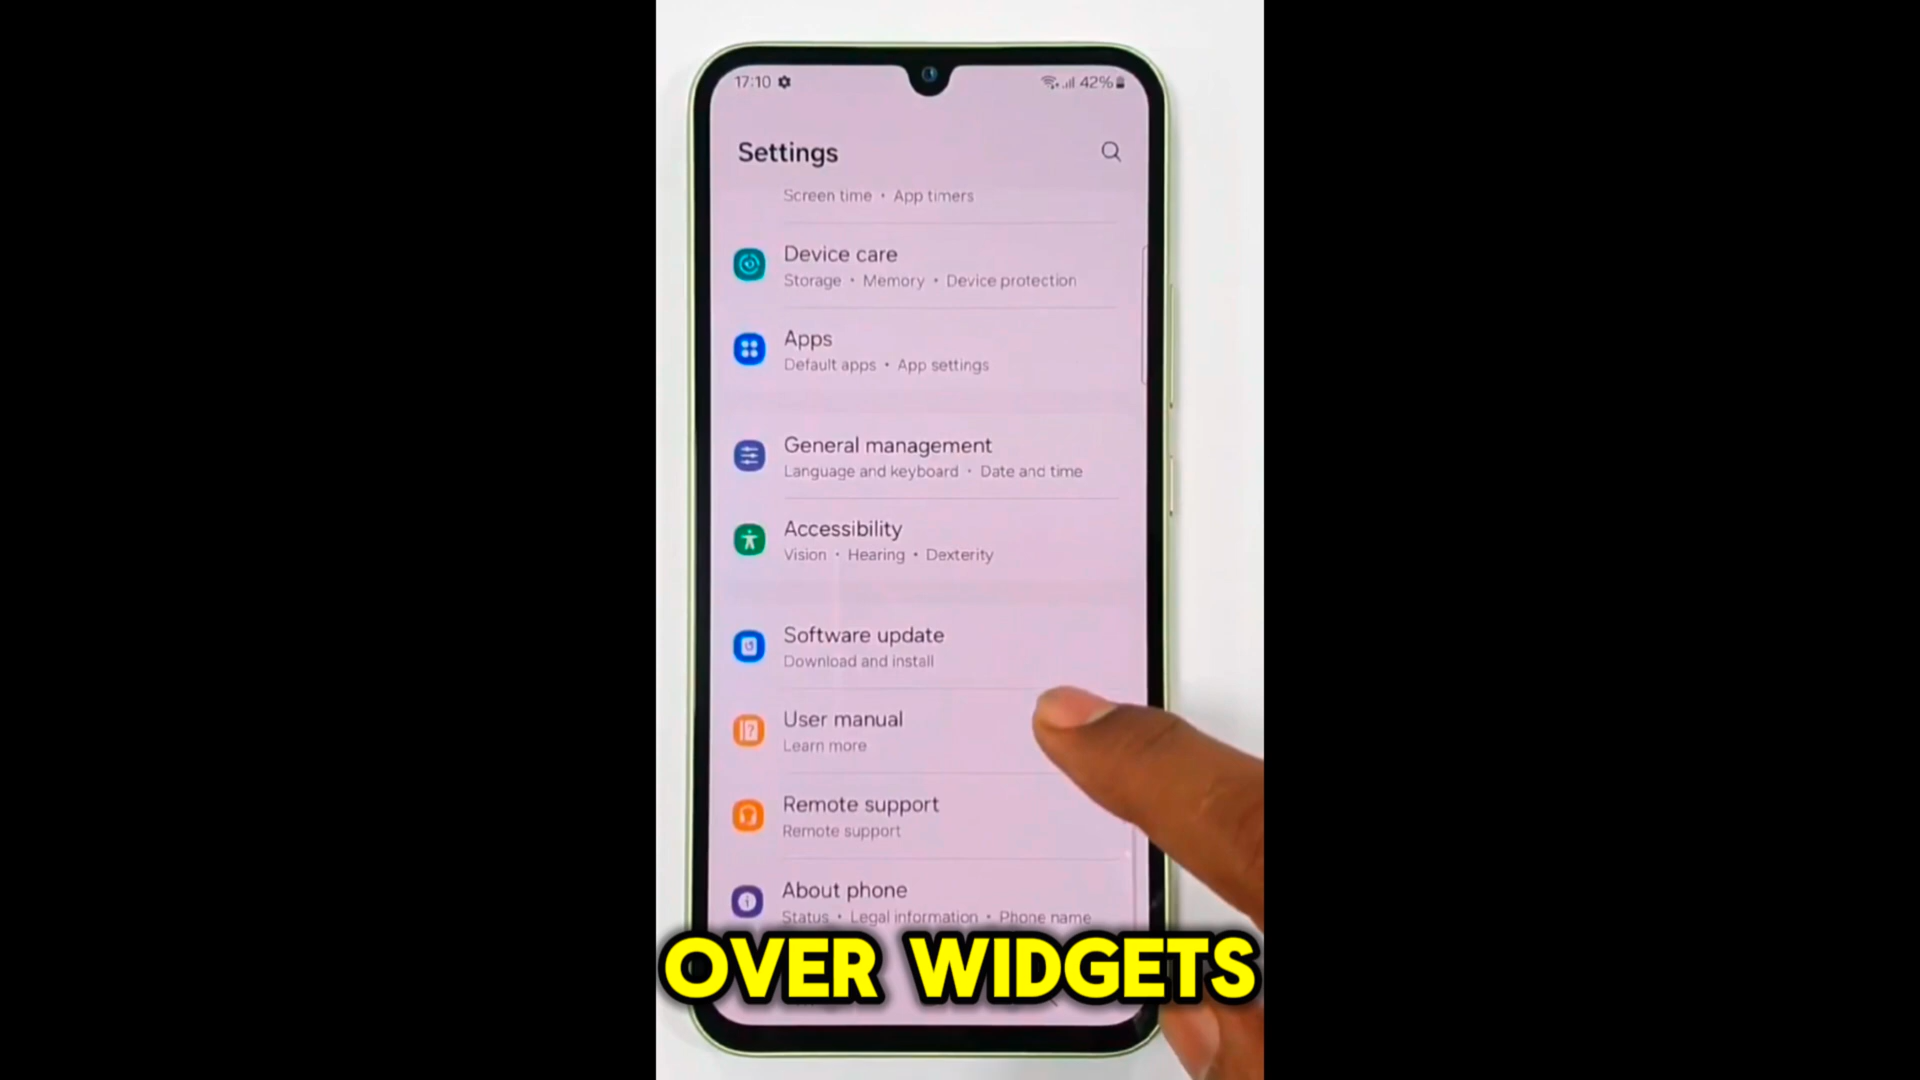 17:10
42%
Settings
Screen time • App timers
Device care
Storage • Memory • Device protection
Apps
Default apps • App settings
General management
Language and keyboard • Date and time
Accessibility
Vision • Hearing • Dexterity
Software update
Download and install
User manual
Learn more
Remote support
Remote support
About phone
Status • Legal information • Phone name
OVER WIDGETS